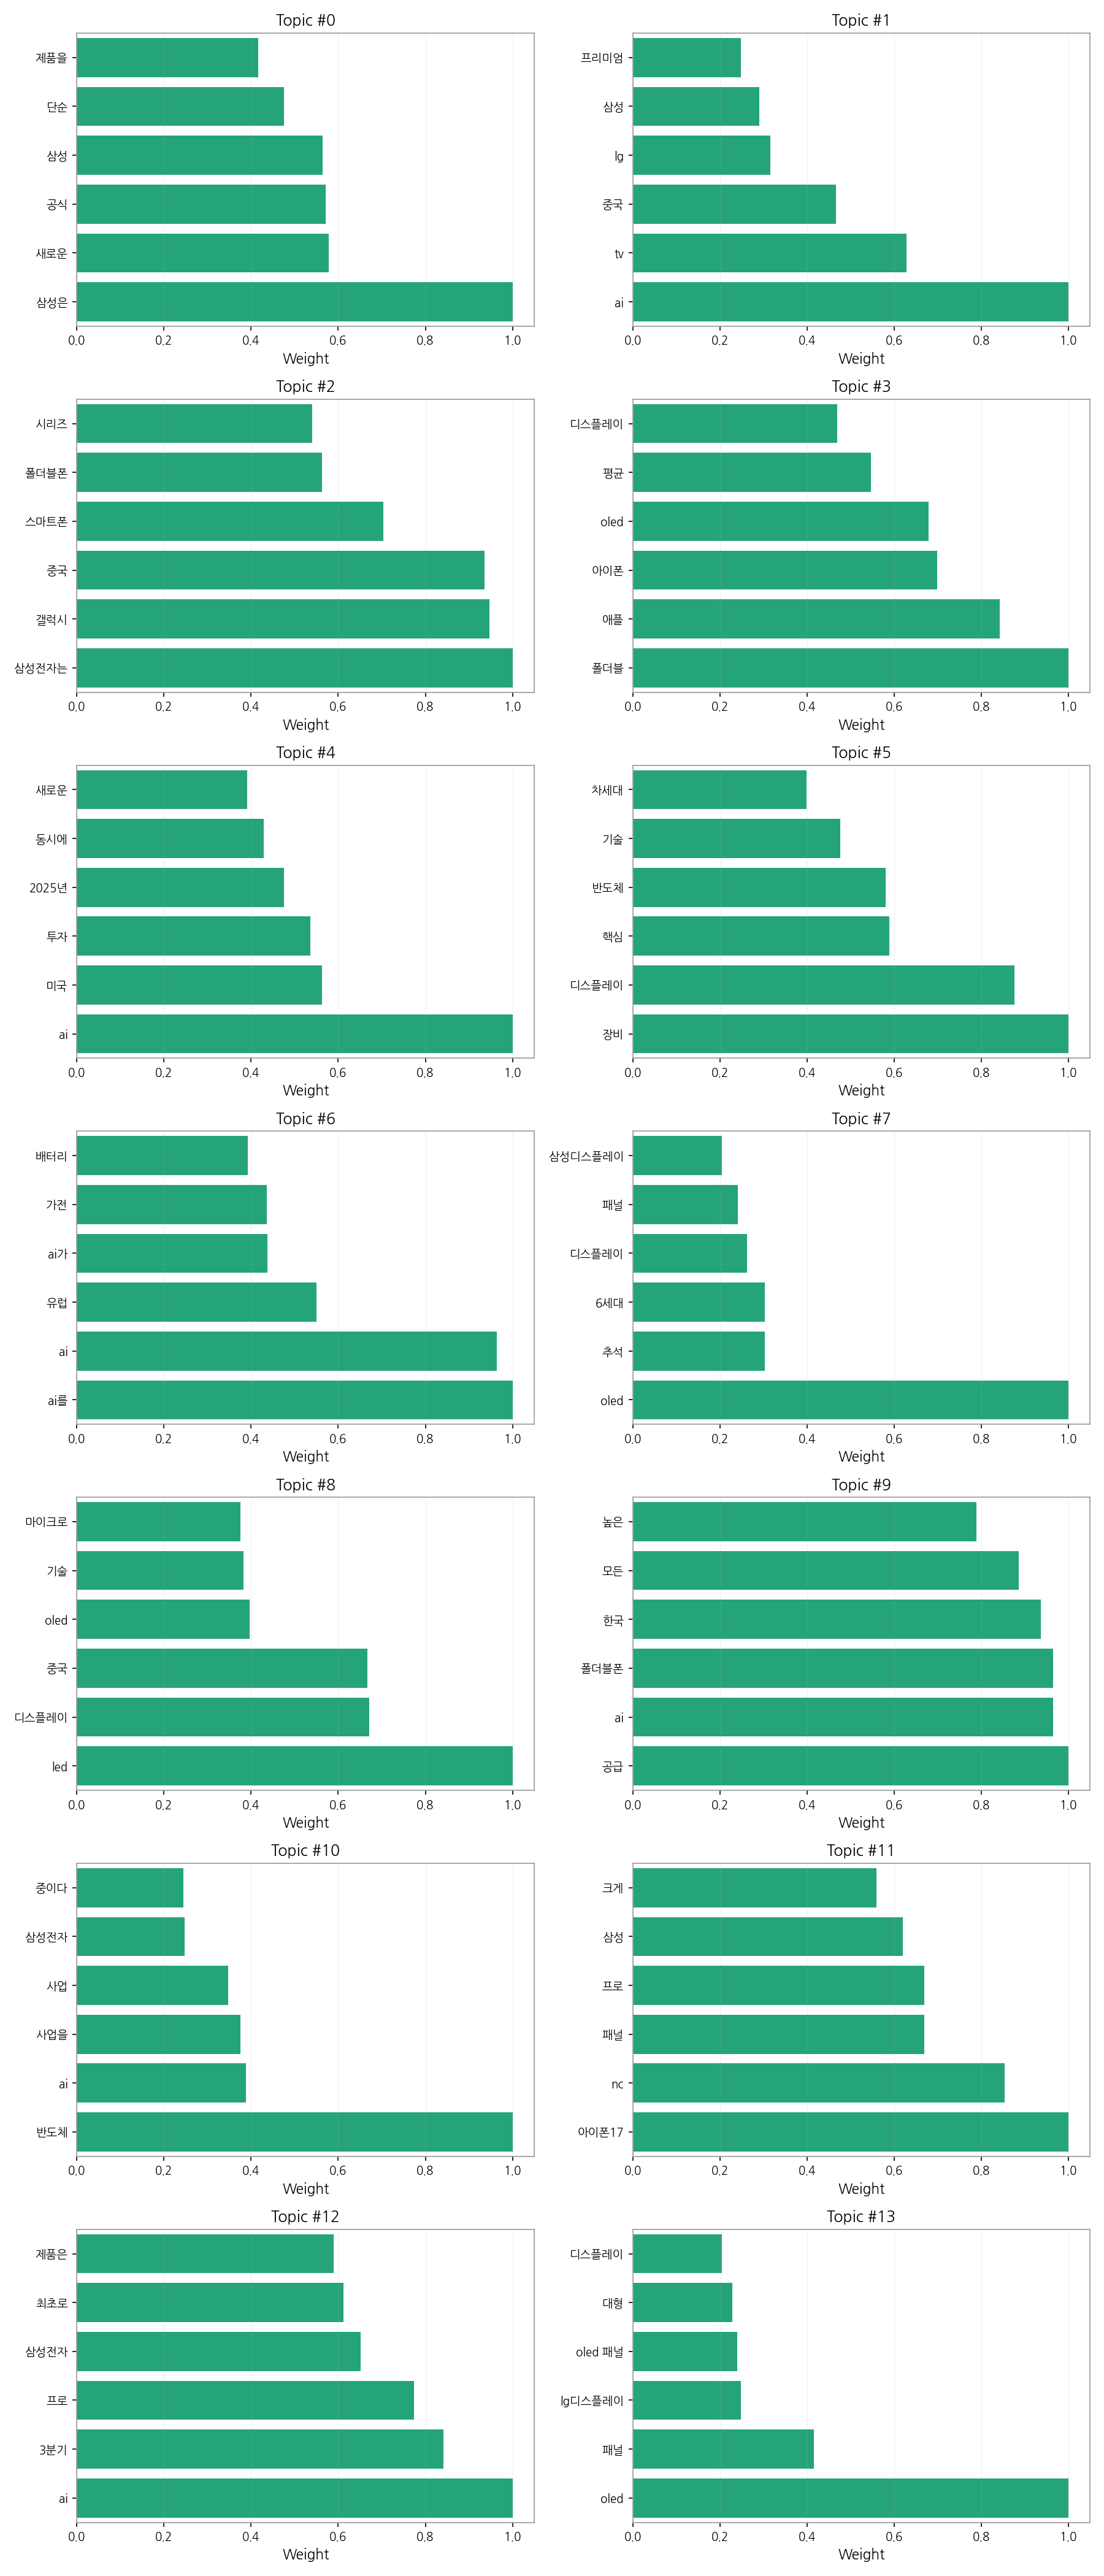 Topic #0
제품을
단순
삼성
공식
새로운
삼성은
0.0 0.2 0.4 0.6 0.8 1.0
Weight
Topic #1
프리미엄
삼성
lg
중국
tv
ai
0.0 0.2 0.4 0.6 0.8 1.0
Weight
Topic #2
시리즈
폴더블폰
스마트폰
중국
갤럭시
삼성전자는
0.0 0.2 0.4 0.6 0.8 1.0
Weight
Topic #3
디스플레이
평균
oled
아이폰
애플
폴더블
0.0 0.2 0.4 0.6 0.8 1.0
Weight
Topic #4
새로운
동시에
2025년
투자
미국
ai
0.0 0.2 0.4 0.6 0.8 1.0
Weight
Topic #5
차세대
기술
반도체
핵심
디스플레이
장비
0.0 0.2 0.4 0.6 0.8 1.0
Weight
Topic #6
배터리
가전
ai가
유럽
ai
ai를
0.0 0.2 0.4 0.6 0.8 1.0
Weight
Topic #7
삼성디스플레이
패널
디스플레이
6세대
추석
oled
0.0 0.2 0.4 0.6 0.8 1.0
Weight
Topic #8
마이크로
기술
oled
중국
디스플레이
led
0.0 0.2 0.4 0.6 0.8 1.0
Weight
Topic #9
높은
모든
한국
폴더블폰
ai
공급
0.0 0.2 0.4 0.6 0.8 1.0
Weight
Topic #10
중이다
삼성전자
사업
사업을
ai
반도체
0.0 0.2 0.4 0.6 0.8 1.0
Weight
Topic #11
크게
삼성
프로
패널
nc
아이폰17
0.0 0.2 0.4 0.6 0.8 1.0
Weight
Topic #12
제품은
최초로
삼성전자
프로
3분기
ai
0.0 0.2 0.4 0.6 0.8 1.0
Weight
Topic #13
디스플레이
대형
oled 패널
lg디스플레이
패널
oled
0.0 0.2 0.4 0.6 0.8 1.0
Weight